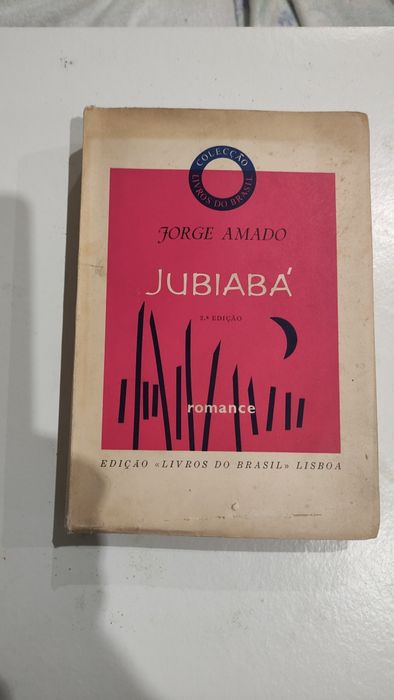 COLECÇÃO
LIVROS DO BRASIL
JORGE AMADO
JUBIABÁ
2.ª EDIÇÃO
romance
EDIÇÃO «LIVROS DO BRASIL» LISBOA